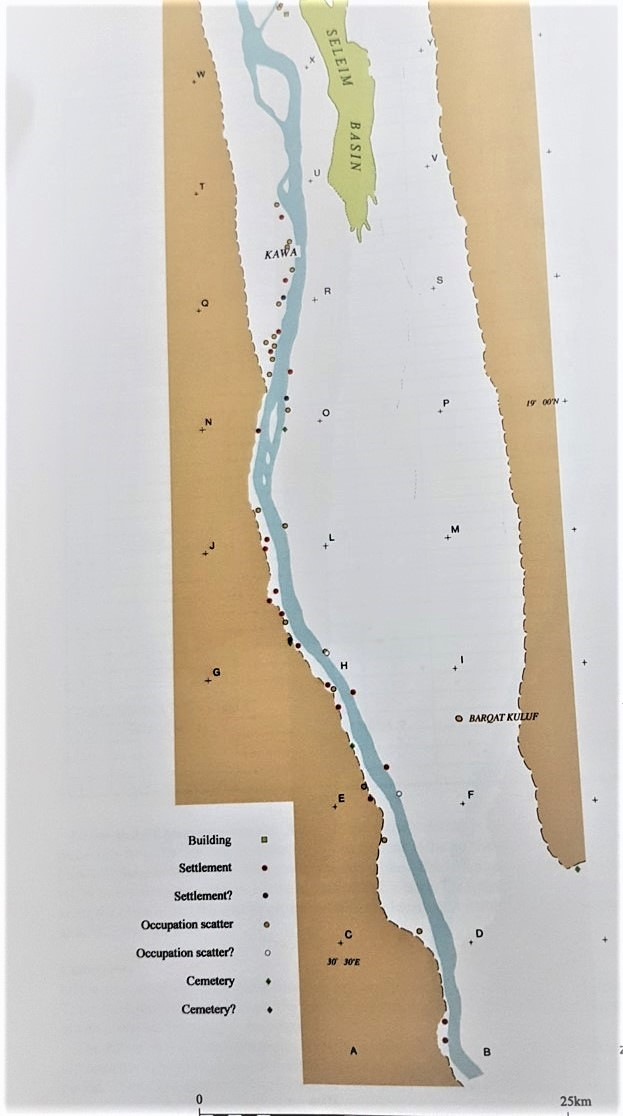 SELEIM
BASIN
Y
X
W
V
U
T
KAWA
S
R
Q
19° 00'N
P
O
N
M
L
J
I
H
G
BARQAT KULUF
F
E
Building
Settlement
Settlement?
Occupation scatter
Occupation scatter?
Cemetery
Cemetery?
D
C
30° 30'E
A
B
0
25km